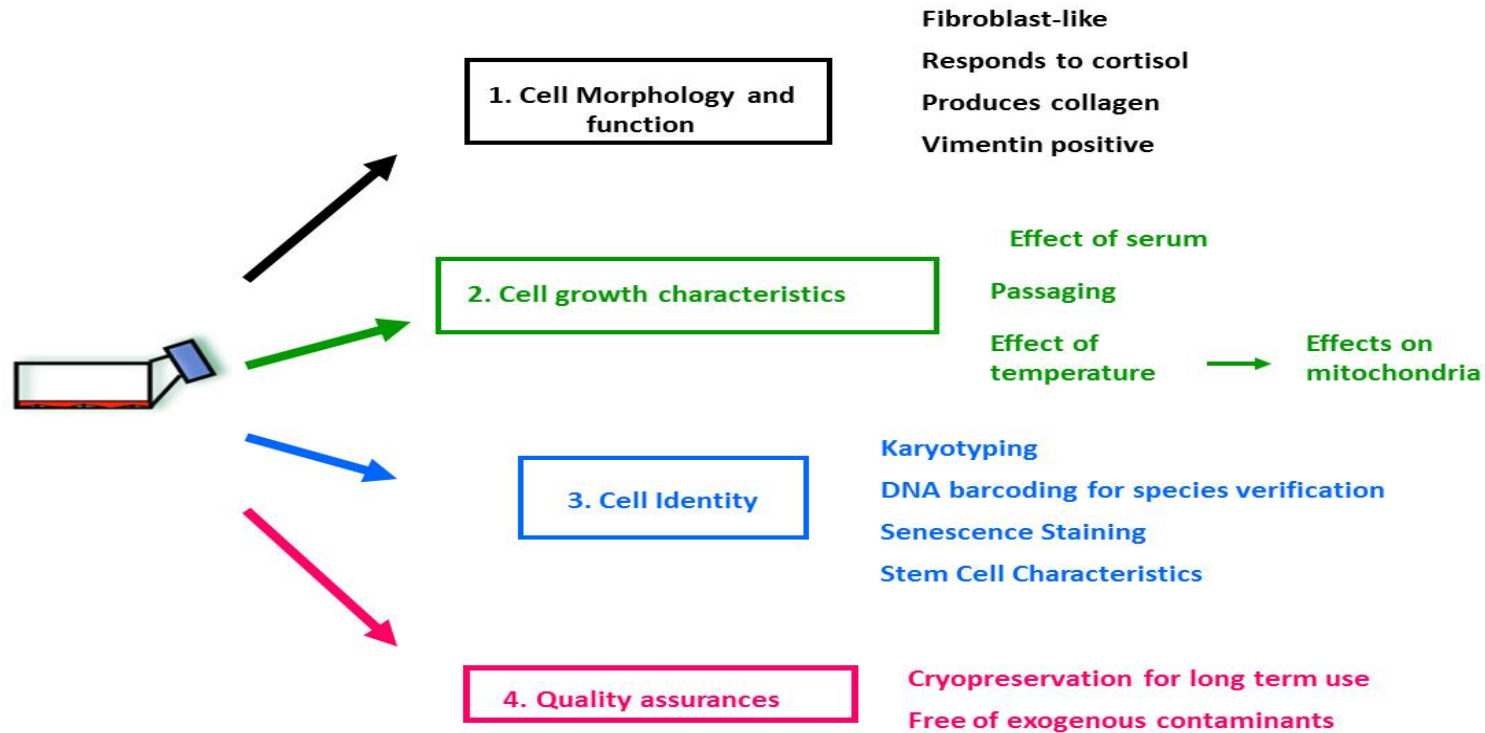 Fibroblast-like
Responds to cortisol
Produces collagen
Vimentin positive
1. Cell Morphology and
function
Effect of serum
2. Cell growth characteristics
Passaging
Effect of
temperature
Effects on
mitochondria
Karyotyping
DNA barcoding for species verification
3. Cell Identity
Senescence Staining
Stem Cell Characteristics
4. Quality assurances
Cryopreservation for long term use
Free of exogenous contaminants